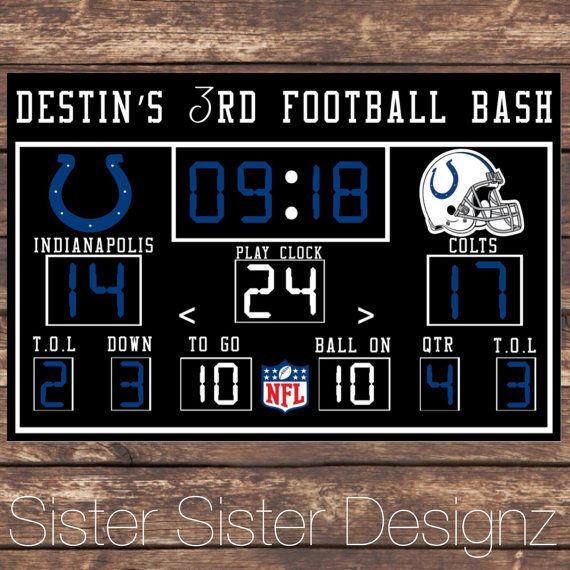 DESTIN'S 3RD FOOTBALL BASH
09:18
INDIANAPOLIS
COLTS
PLAY CLOCK
14
24
17
< >
T.O.L DOWN TO GO BALL ON QTR T.O.L
2 3 10 NFL 10 4 3
Sister Sister Designz